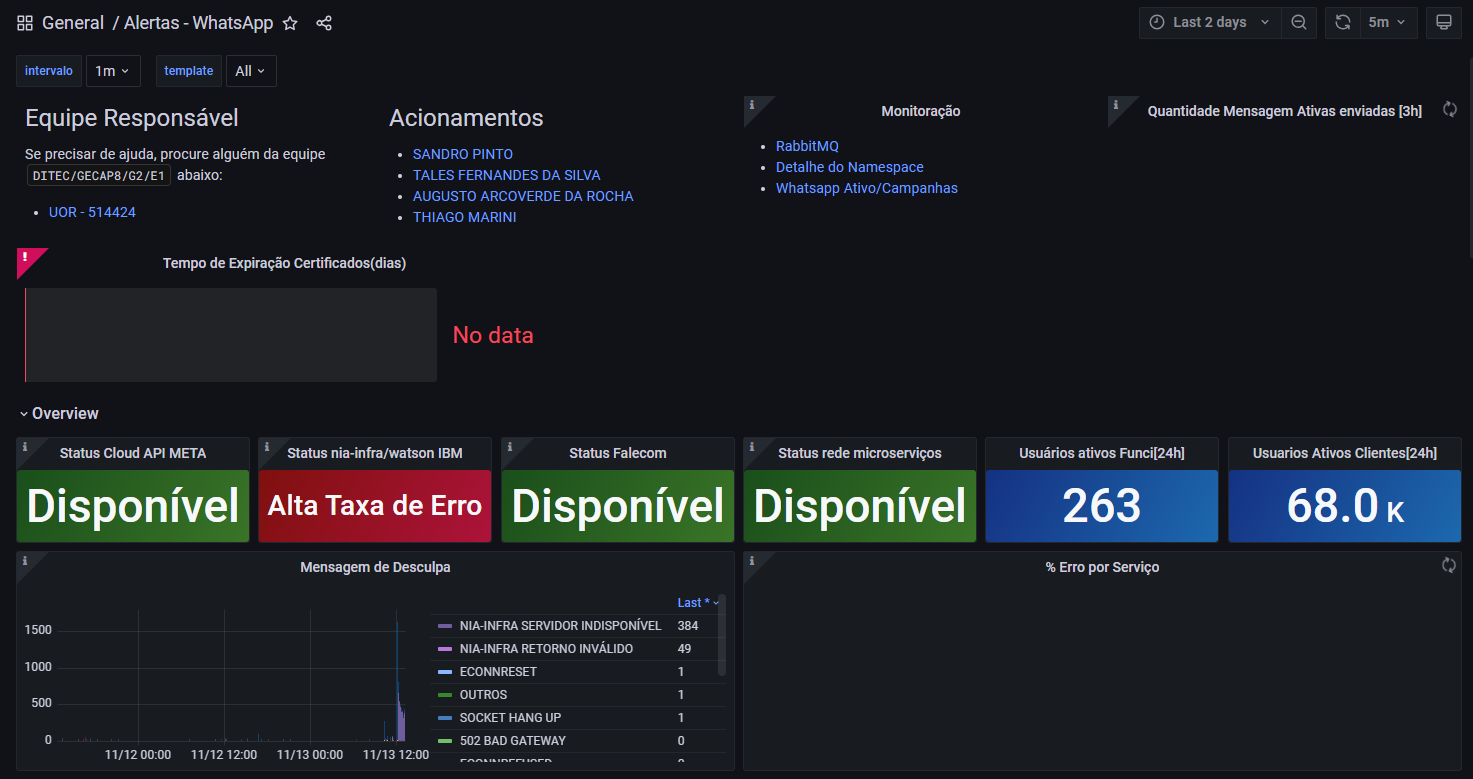 General / Alertas - WhatsApp
Last 2 days
5m
intervalo
1m
template
All
Equipe Responsável
Se precisar de ajuda, procure alguém da equipe
DITEC/GECAP8/G2/E1 abaixo:
UOR - 514424
Acionamentos
SANDRO PINTO
TALES FERNANDES DA SILVA
AUGUSTO ARCOVERDE DA ROCHA
THIAGO MARINI
Monitoração
RabbitMQ
Detalhe do Namespace
Whatsapp Ativo/Campanhas
Quantidade Mensagem Ativas enviadas [3h]
Tempo de Expiração Certificados(dias)
No data
Overview
Status Cloud API META
Disponível
Status nia-infra/watson IBM
Alta Taxa de Erro
Status Falecom
Disponível
Status rede microserviços
Disponível
Usuários ativos Funci[24h]
263
Usuarios Ativos Clientes[24h]
68.0 K
Mensagem de Desculpa
1500
1000
500
0
11/12 00:00
11/12 12:00
11/13 00:00
11/13 12:00
Last *
NIA-INFRA SERVIDOR INDISPONÍVEL 384
NIA-INFRA RETORNO INVÁLIDO 49
ECONNRESET 1
OUTROS 1
SOCKET HANG UP 1
502 BAD GATEWAY 0
% Erro por Serviço